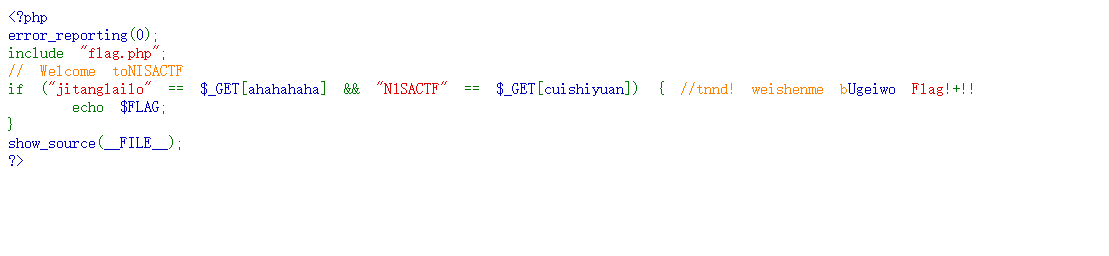 <?php
error_reporting(0);
include "flag.php";
// Welcome toNISACTF
if ("jitanglailo" == $_GET[ahahahaha] && "N1SACTF" == $_GET[cuishiyuan]) { //tnnd! weishenme bUgeiwo Flag!+!!
echo $FLAG;
}
show_source(__FILE__);
?>